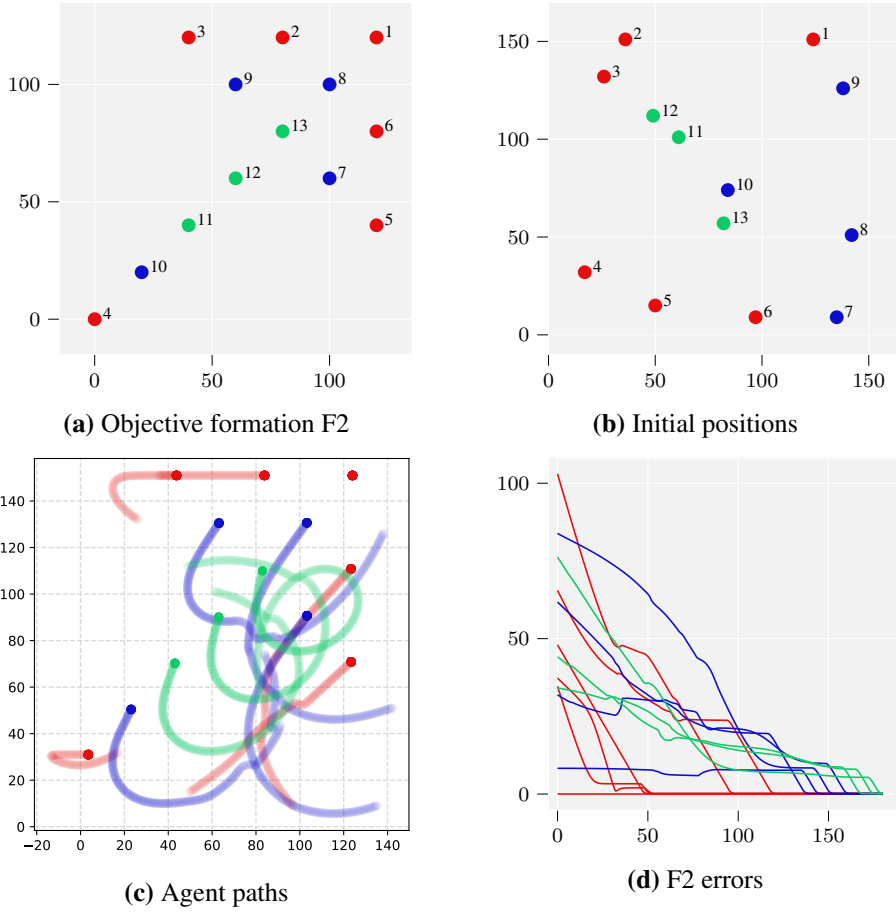 3 2 1
100 9 8
13 6
12 7
50
11 5
10
0 4
0 50 100
(a) Objective formation F2
150 2 1
3
9
12
100 11
10
13
50 8
4
5 6 7
0
0 50 100 150
(b) Initial positions
140
120
100
80
60
40
20
0
−20 0 20 40 60 80 100 120 140
(c) Agent paths
100
50
0
0 50 100 150
(d) F2 errors